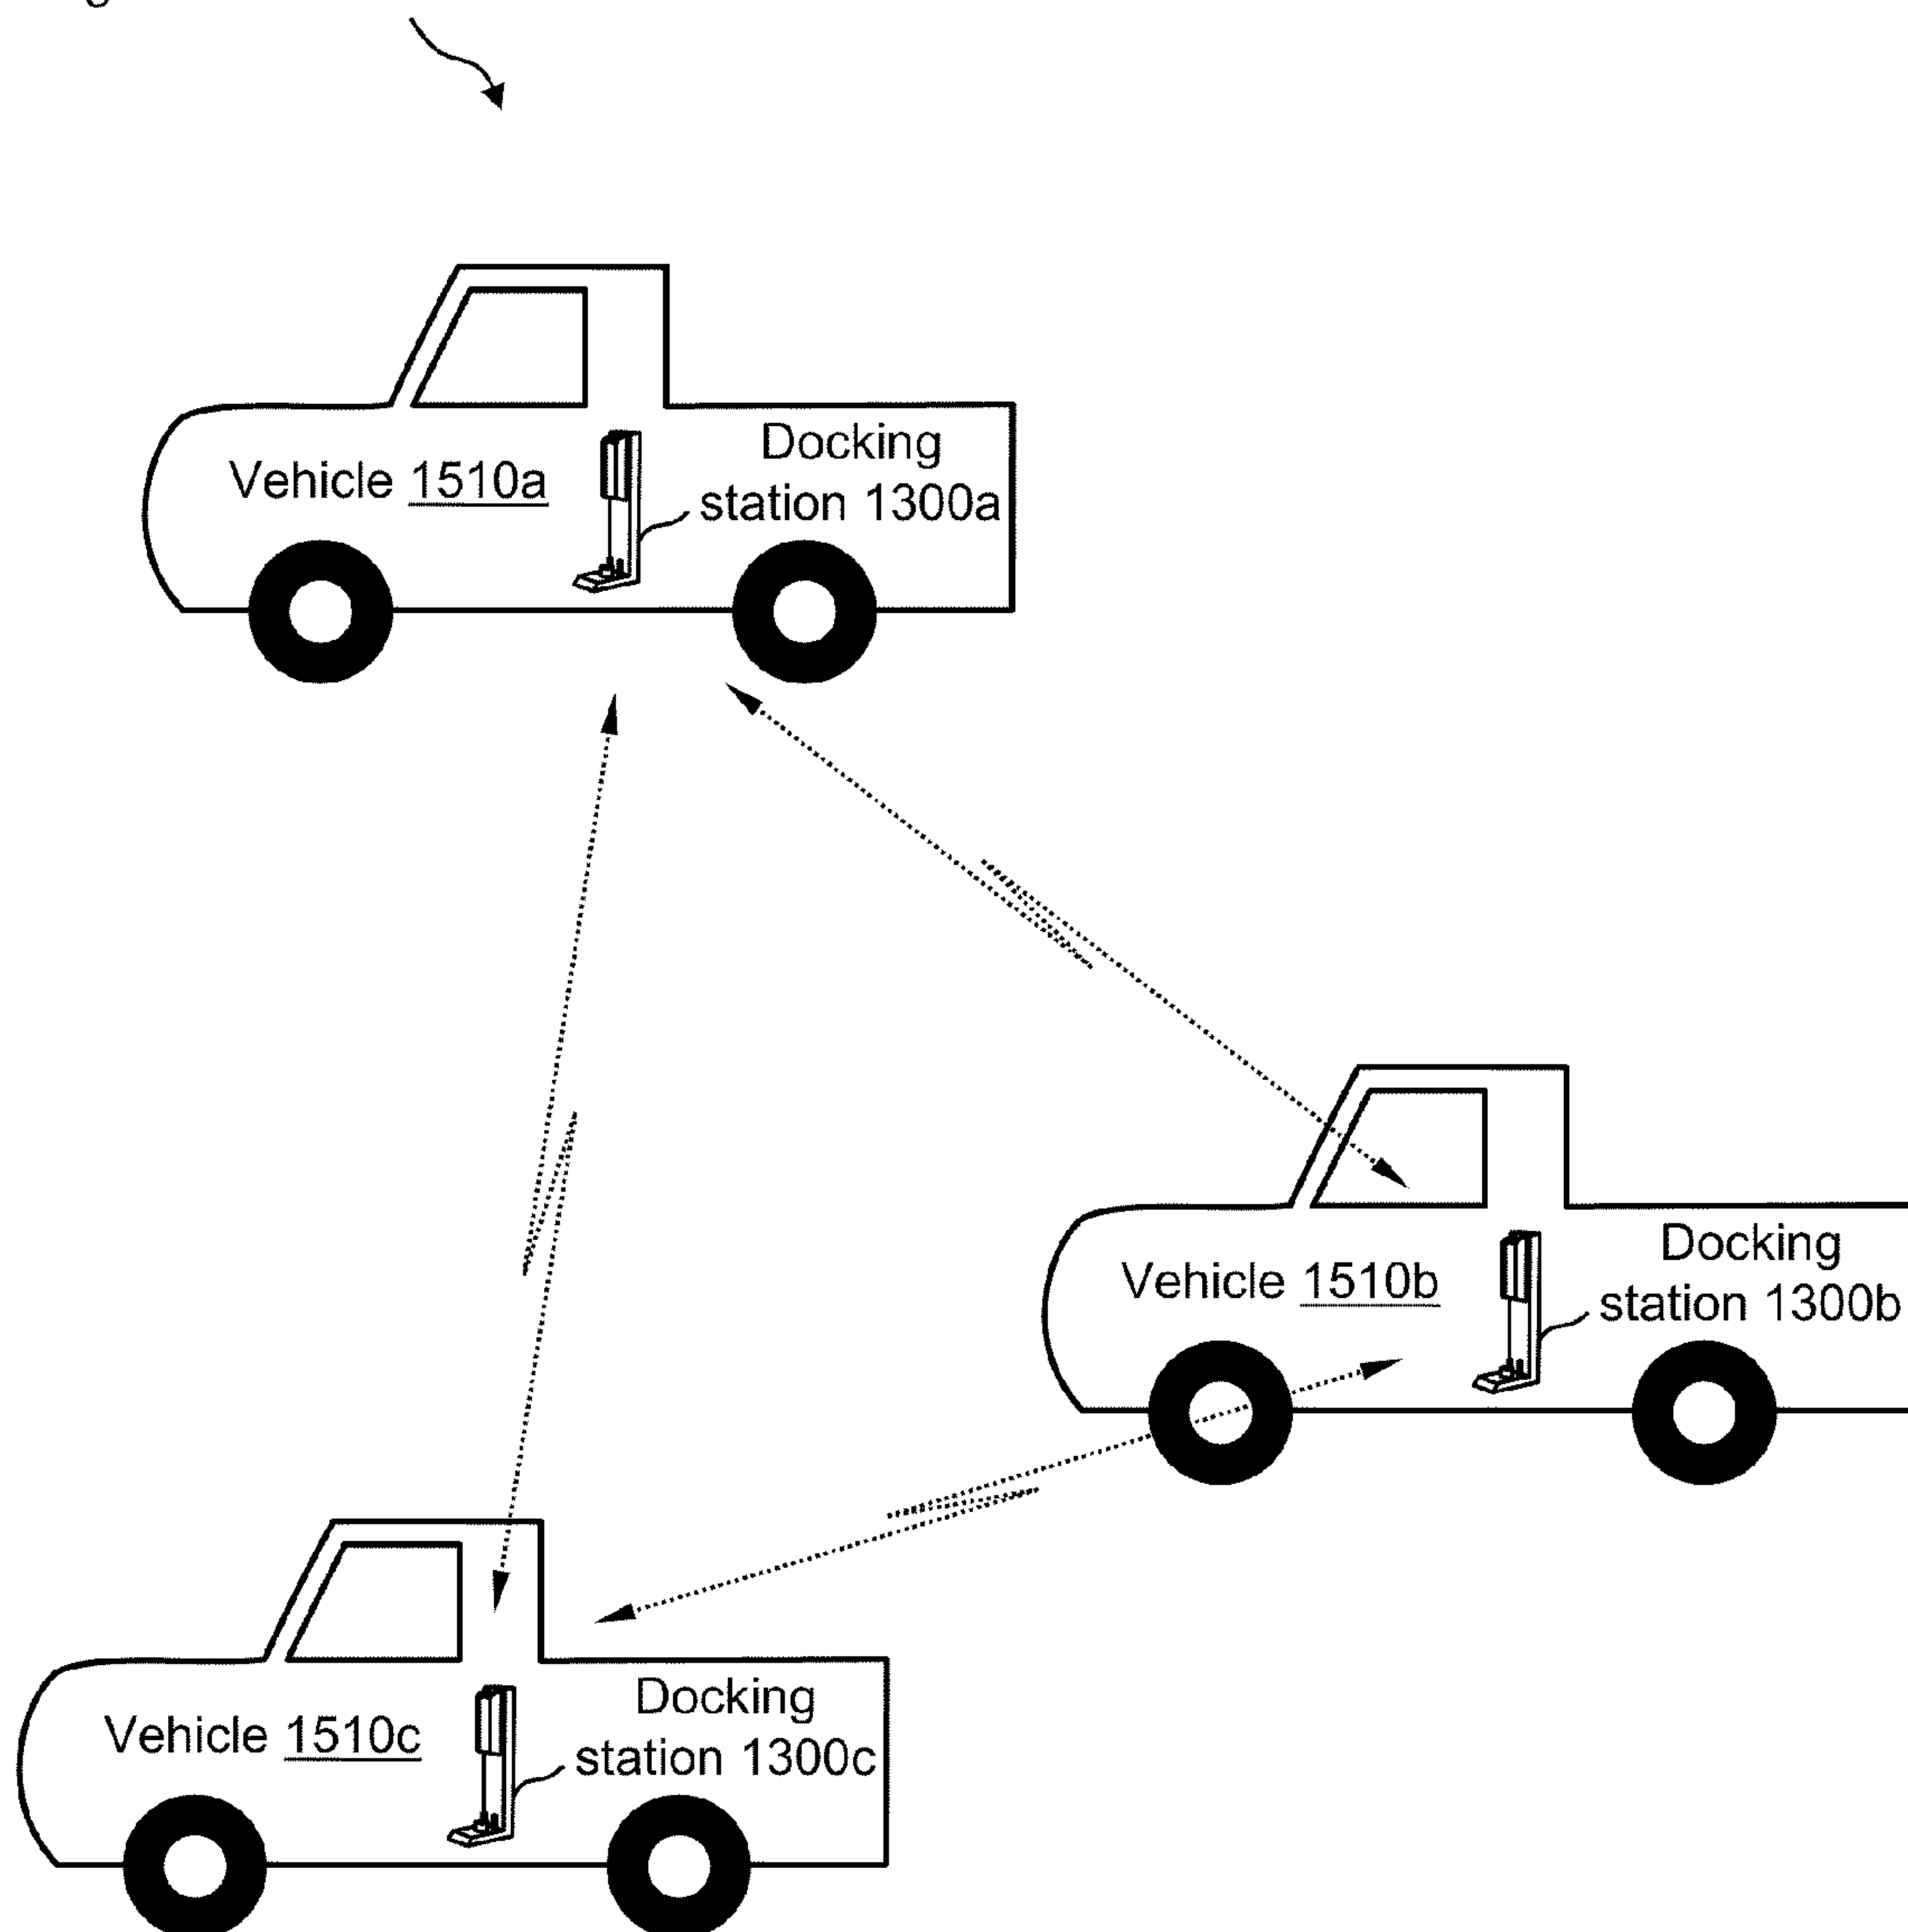 Vehicle 1510a
Docking
station 1300a
Vehicle 1510b
Docking
station 1300b
Vehicle 1510c
Docking
station 1300c